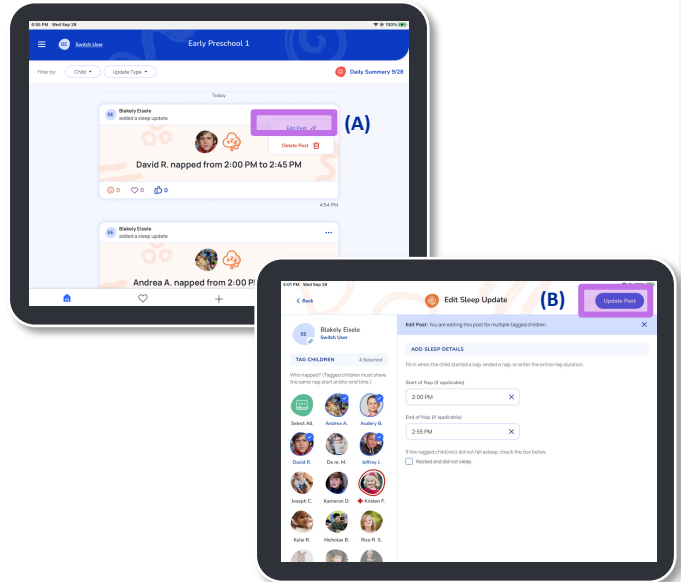 4:55 PM Wed Sep 28
100%
BE Switch User
Early Preschool 1
Filter by: Child Update Type
Daily Summary 9/28
Today
BE Blakely Eisele
added a sleep update
Edit Post
(A)
Delete Post
David R. napped from 2:00 PM to 2:45 PM
0 0 0
4:54 PM
BE Blakely Eisele
added a sleep update
Andrea A. napped from 2:00 P
5:01 PM Wed Sep 28
Back
Edit Sleep Update
(B)
Update Post
BE Blakely Eisele
Switch User
Edit Post: You are editing this post for multiple tagged children.
TAG CHILDREN 4 Selected
Who napped? (Tagged children must share
the same nap start and/or end time.)
Select All Andrea A. Audery B.
David R. De m. M. Jeffrey J.
Joseph C. Kameron D. Kristen F.
Kylie R. Nicholas B. Rizo R. S.
ADD SLEEP DETAILS
Fill in when the child started a nap, ended a nap, or enter the entire nap duration.
Start of Nap (if applicable)
2:00 PM
End of Nap (if applicable)
2:55 PM
If the tagged child(ren) did not fall asleep, check the box below.
Rested and did not sleep